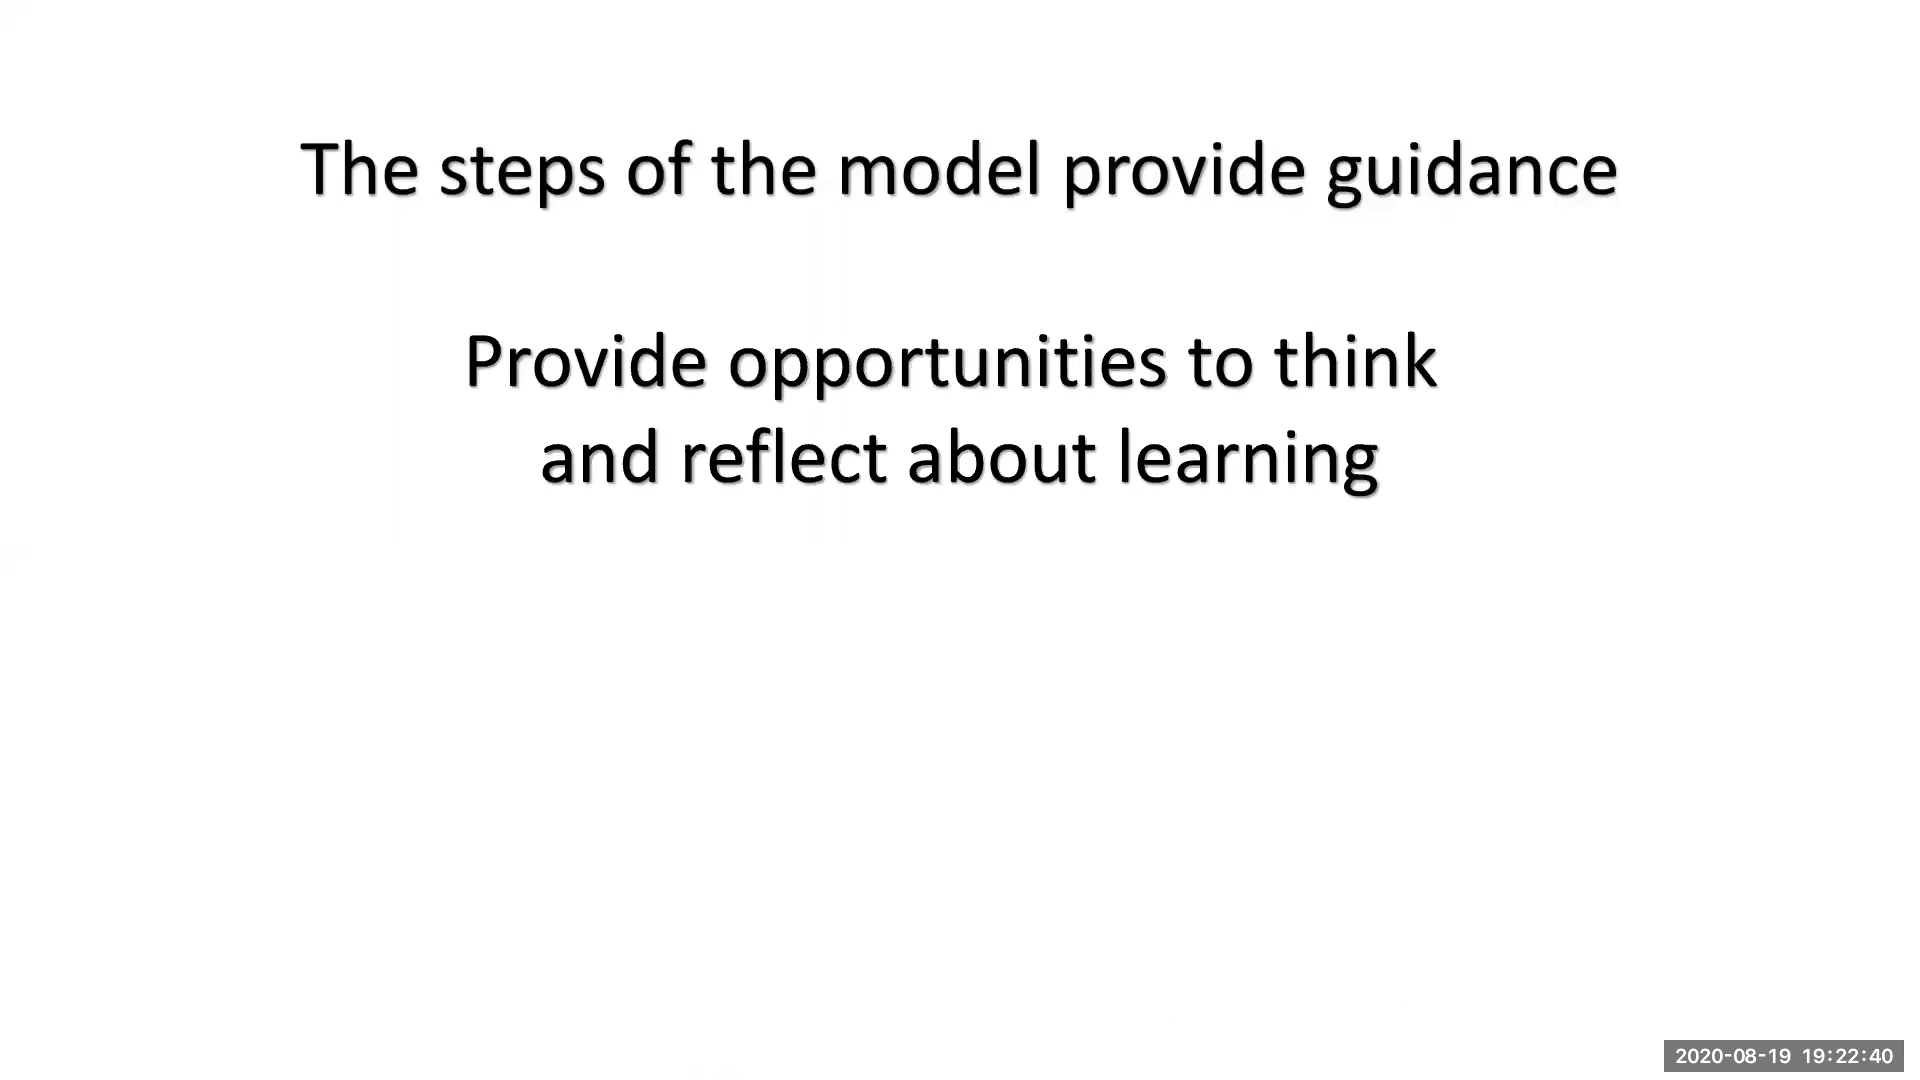 The steps of the model provide guidance
Provide opportunities to think
and reflect about learning
2020-08-19 19:22:40